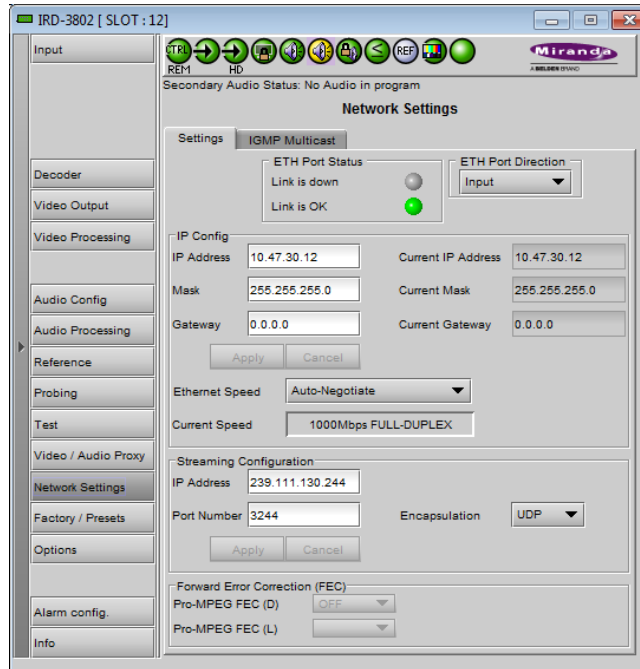 IRD-3802 [ SLOT : 12]
Input
Decoder
Video Output
Video Processing
Audio Config
Audio Processing
Reference
Probing
Test
Video / Audio Proxy
Network Settings
Factory / Presets
Options
Alarm config.
Info
CTRL
REF
REM
HD
Miranda
A BELDEN BRAND
Secondary Audio Status: No Audio in program
Network Settings
Settings
IGMP Multicast
ETH Port Status
Link is down
Link is OK
ETH Port Direction
Input
IP Config
IP Address 10.47.30.12 Current IP Address 10.47.30.12
Mask 255.255.255.0 Current Mask 255.255.255.0
Gateway 0.0.0.0 Current Gateway 0.0.0.0
Apply Cancel
Ethernet Speed Auto-Negotiate
Current Speed 1000Mbps FULL-DUPLEX
Streaming Configuration
IP Address 239.111.130.244
Port Number 3244 Encapsulation UDP
Apply Cancel
Forward Error Correction (FEC)
Pro-MPEG FEC (D) OFF
Pro-MPEG FEC (L)